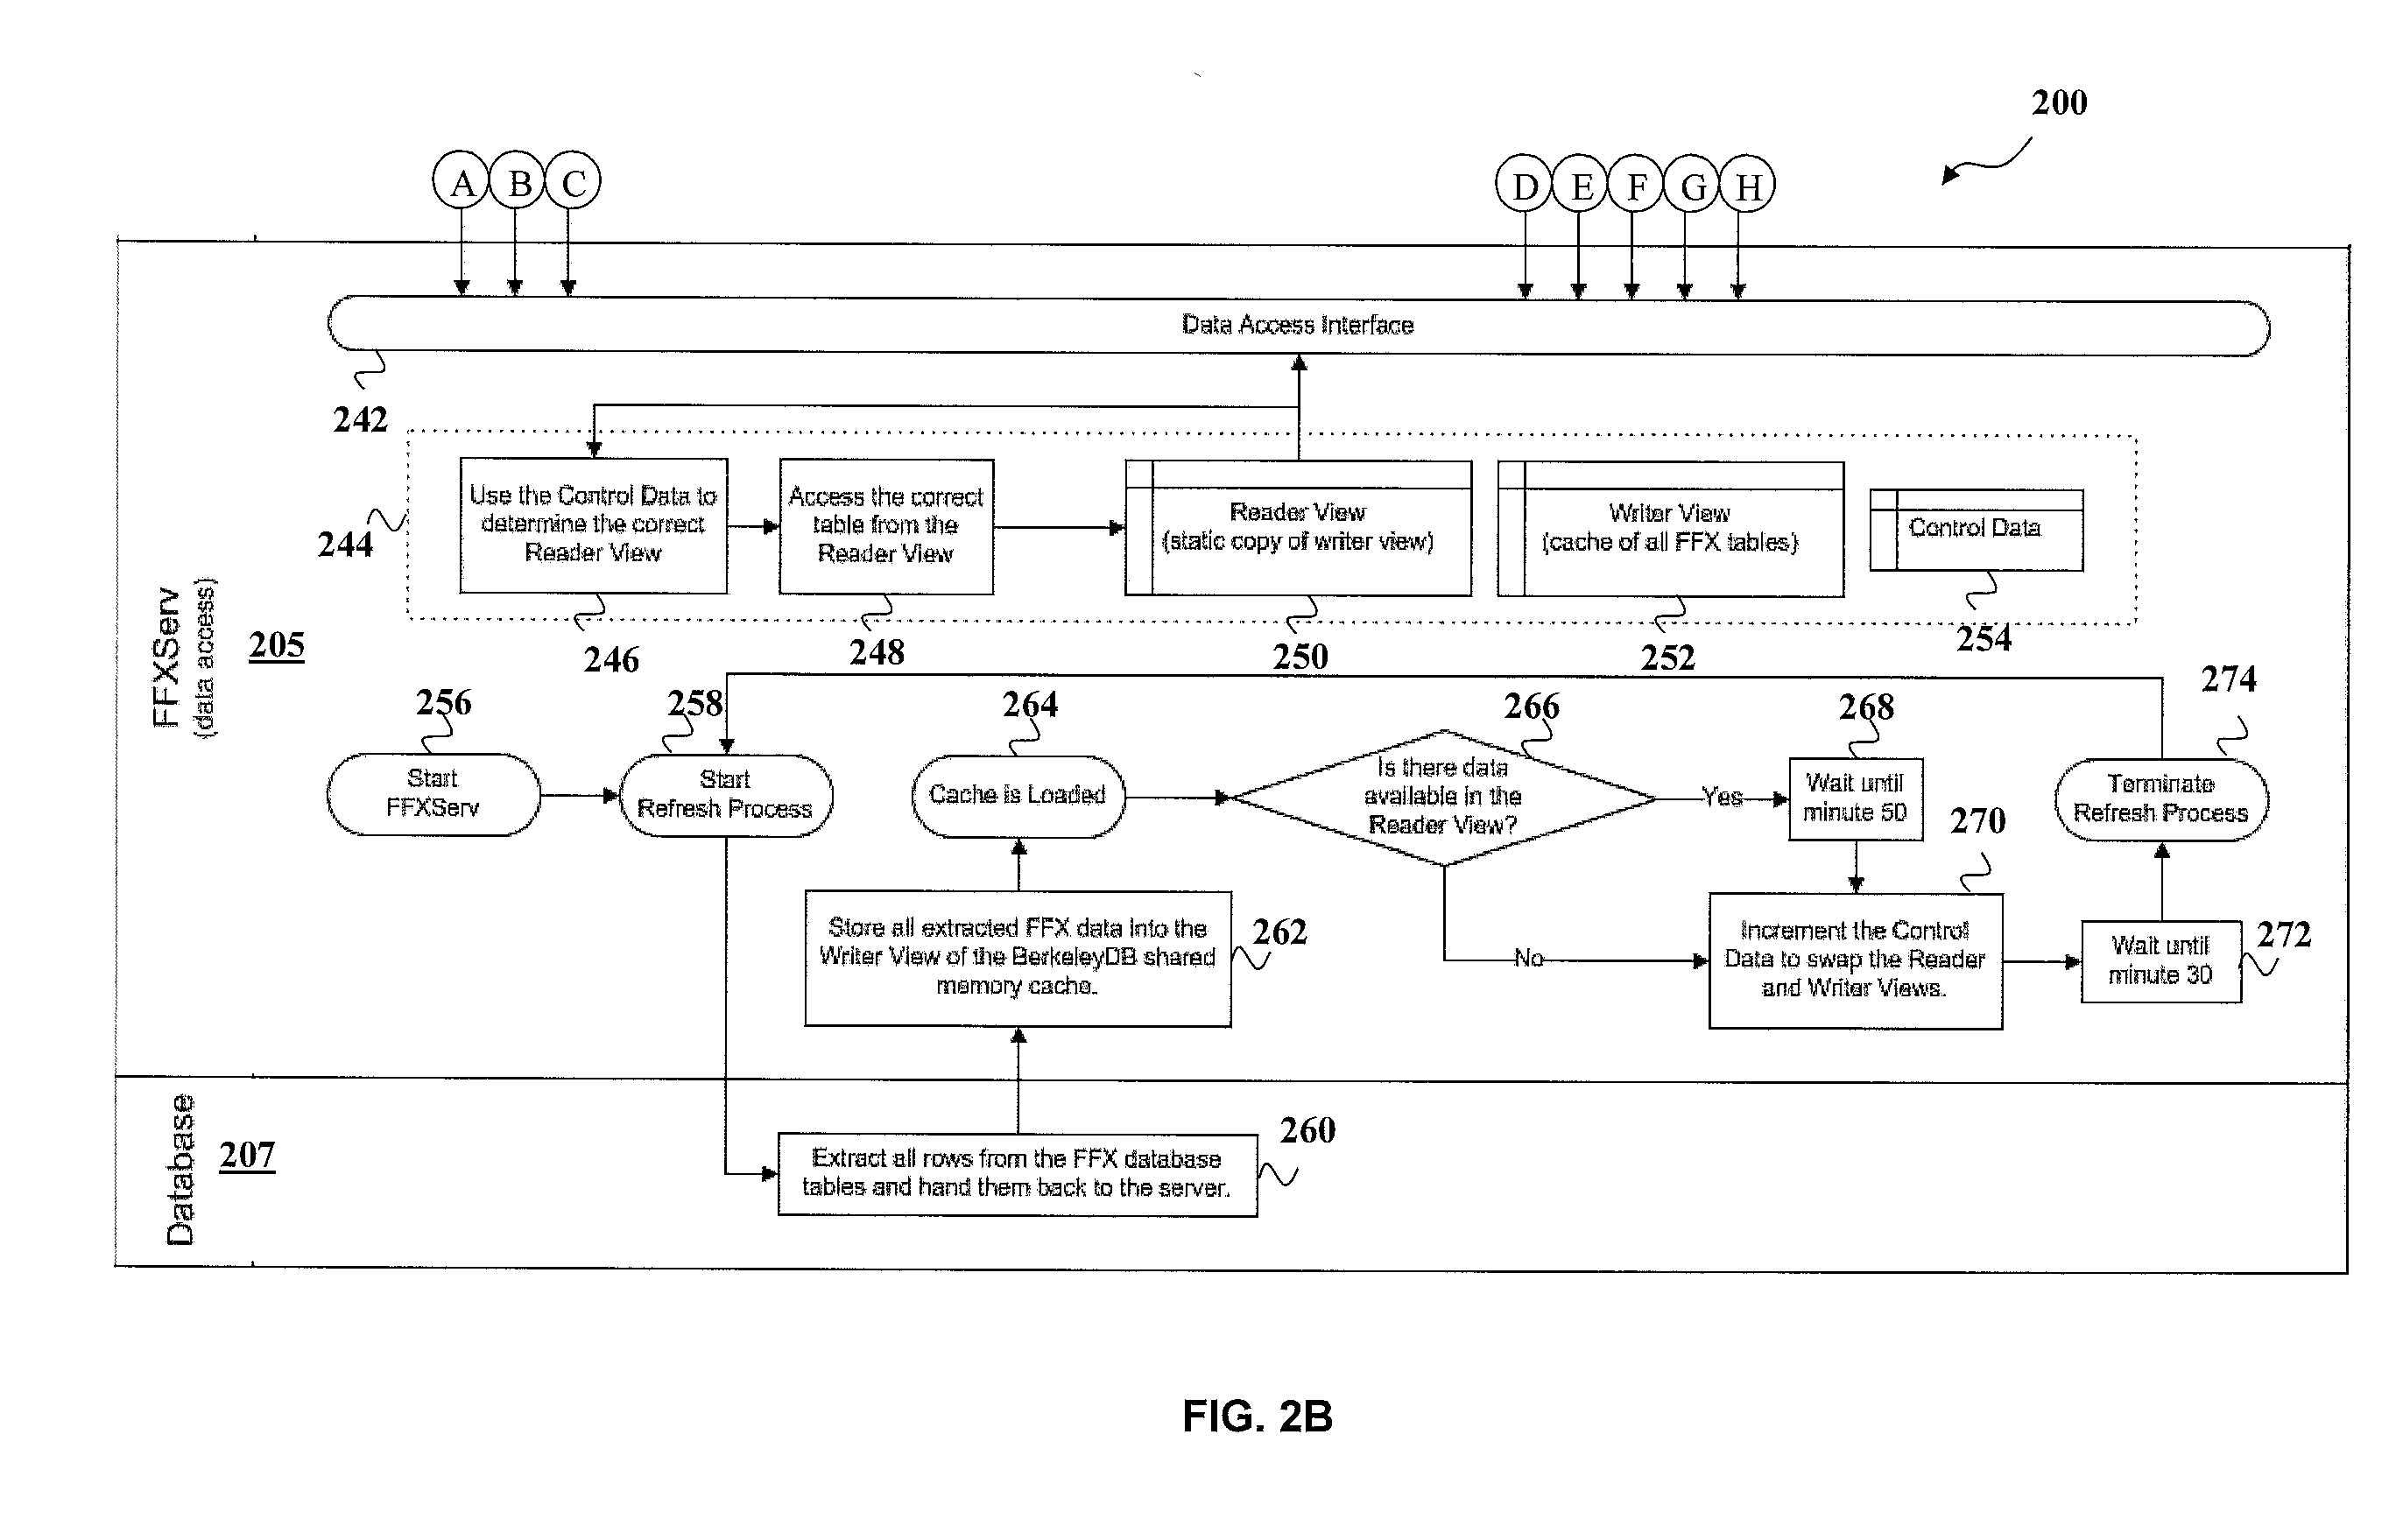 200
A B C
D E F G H
Data Access Interface
242
244
Use the Control Data to
determine the correct
Reader View
246
Access the correct
table from the
Reader View
248
Reader View
(static copy of writer view)
250
Writer View
(cache of all FFX tables)
252
Control Data
254
FFXServ
(data access)
205
256
Start
FFXServ
258
Start
Refresh Process
264
Cache is Loaded
266
Is there data
available in the
Reader View?
Yes
No
268
Wait until
minute 50
270
Increment the Control
Data to swap the Reader
and Writer Views.
272
Wait until
minute 30
274
Terminate
Refresh Process
Store all extracted FFX data into the
Writer View of the BerkeleyDB shared
memory cache.
262
Database
207
Extract all rows from the FFX database
tables and hand them back to the server.
260
FIG. 2B